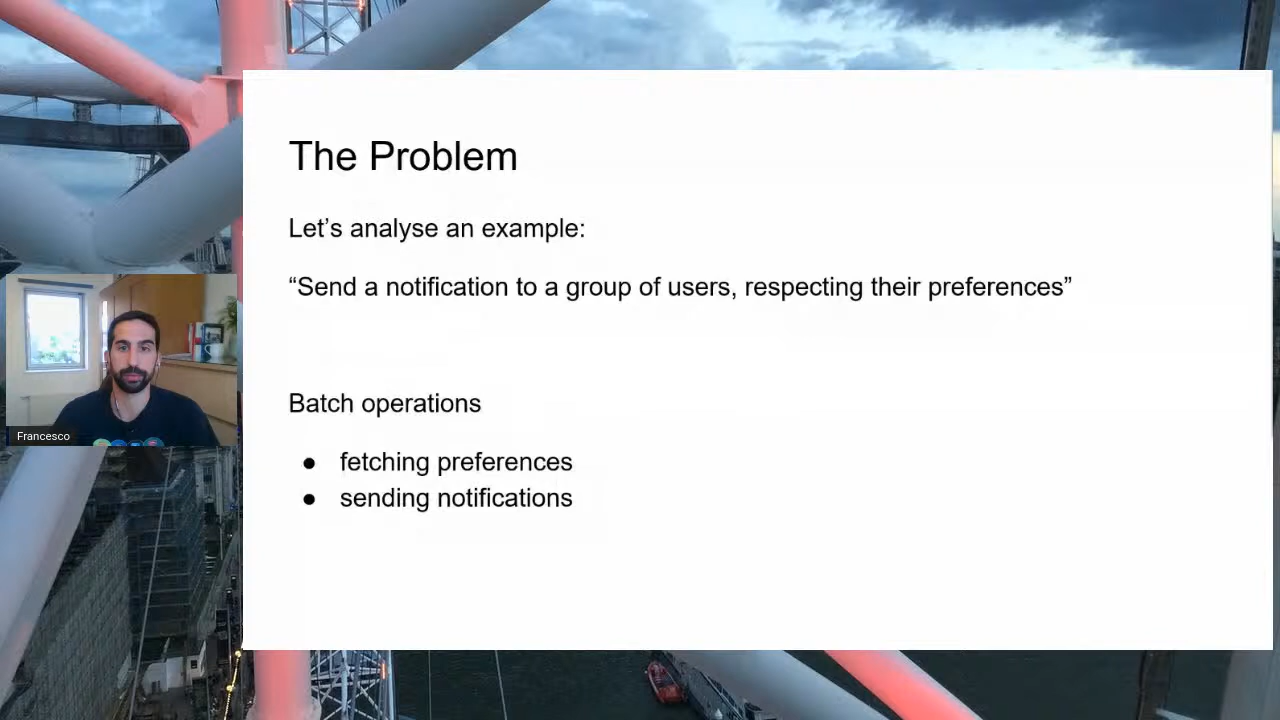 The Problem
Let’s analyse an example:
“Send a notification to a group of users, respecting their preferences”
Batch operations
● fetching preferences
● sending notifications
Francesco